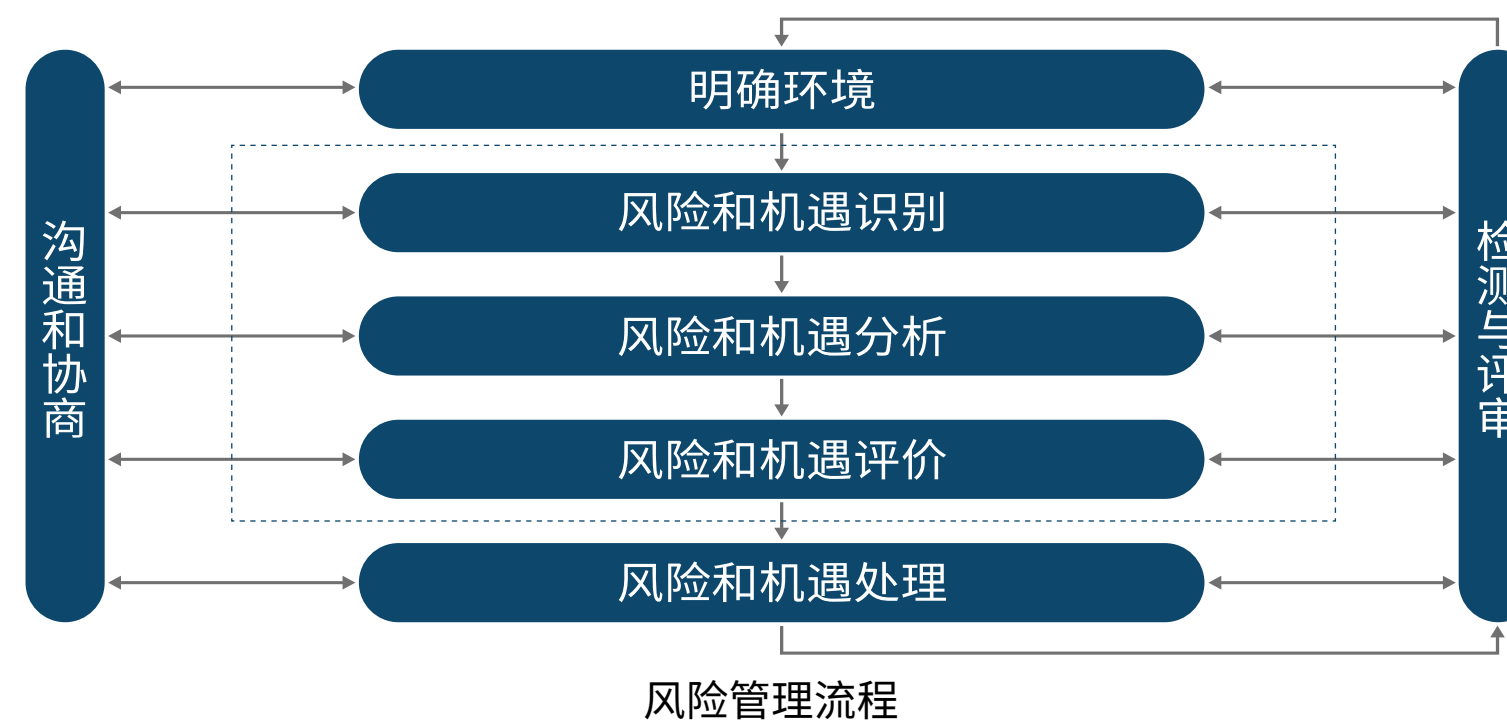 明确环境
风险和机遇识别
风险和机遇分析
风险和机遇评价
风险和机遇处理
沟通和协商
检测与评审
风险管理流程